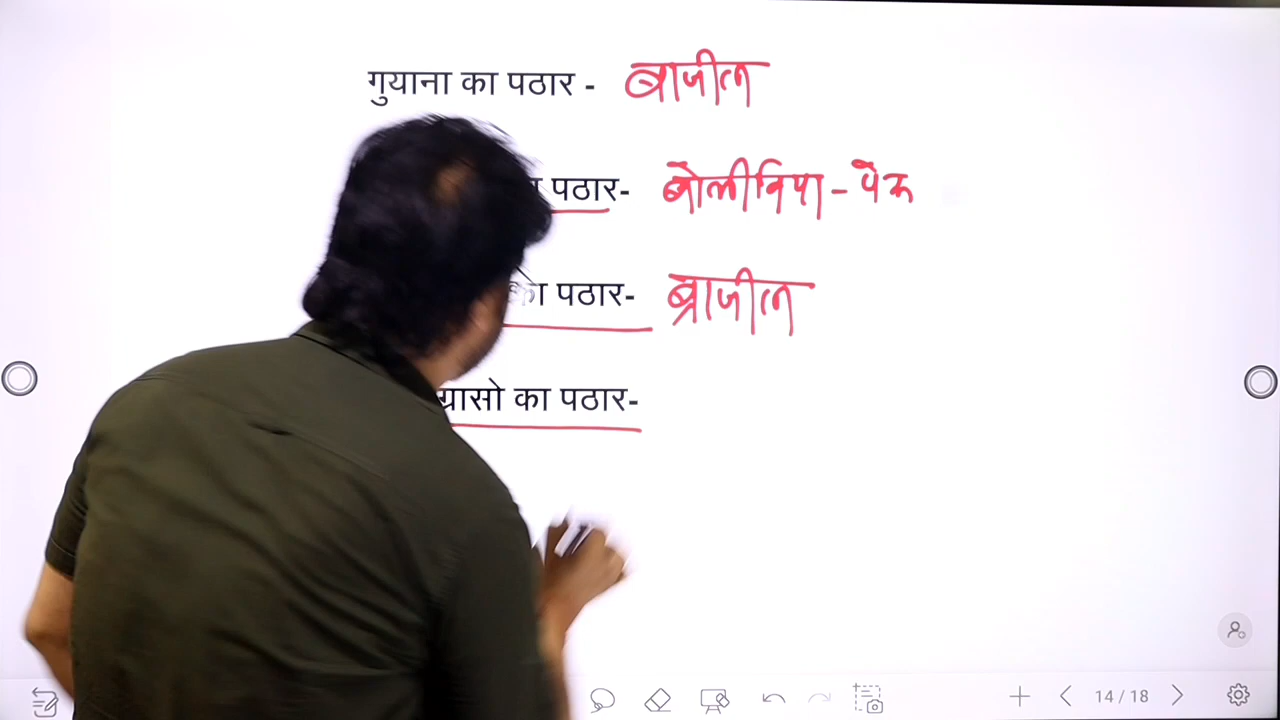 गुयाना का पठार - ब्राजील
पठार- बोलीविया - पेरू
पठार- ब्राजील
ग्रासो का पठार-
14/18